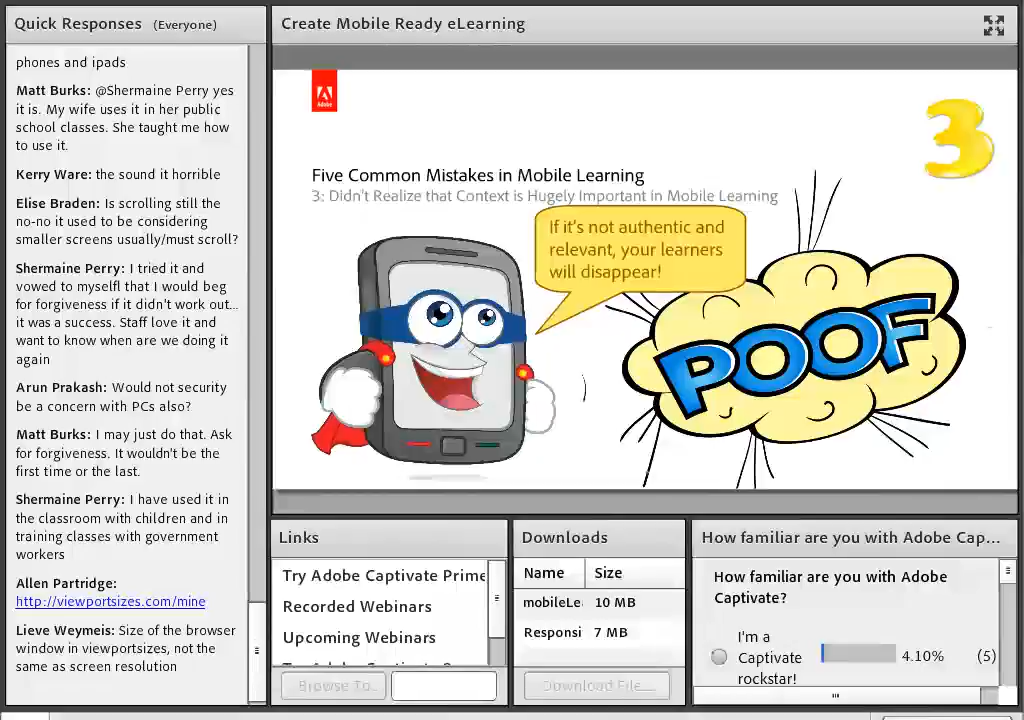 Quick Responses (Everyone)
phones and ipads
Matt Burks: @Shermaine Perry yes
it is. My wife uses it in her public
school classes. She taught me how
to use it.
Kerry Ware: the sound it horrible
Elise Braden: Is scrolling still the
no-no it used to be considering
smaller screens usually/must scroll?
Shermaine Perry: I tried it and
vowed to myselfl that I would beg
for forgiveness if it didn't work out...
it was a success. Staff love it and
want to know when are we doing it
again
Arun Prakash: Would not security
be a concern with PCs also?
Matt Burks: I may just do that. Ask
for forgiveness. It wouldn't be the
first time or the last.
Shermaine Perry: I have used it in
the classroom with children and in
training classes with government
workers
Allen Partridge:
http://viewportsizes.com/mine
Lieve Weymeis: Size of the browser
window in viewportsizes, not the
same as screen resolution
Create Mobile Ready eLearning
Adobe
3
Five Common Mistakes in Mobile Learning
3: Didn't Realize that Context is Hugely Important in Mobile Learning
If it's not authentic and
relevant, your learners
will disappear!
POOF
Links
Try Adobe Captivate Prime
Recorded Webinars
Upcoming Webinars
Browse To...
Downloads
Name Size
mobileLe 10 MB
Responsi 7 MB
Download File...
How familiar are you with Adobe Cap...
How familiar are you with Adobe
Captivate?
I'm a
Captivate
rockstar!
4.10% (5)